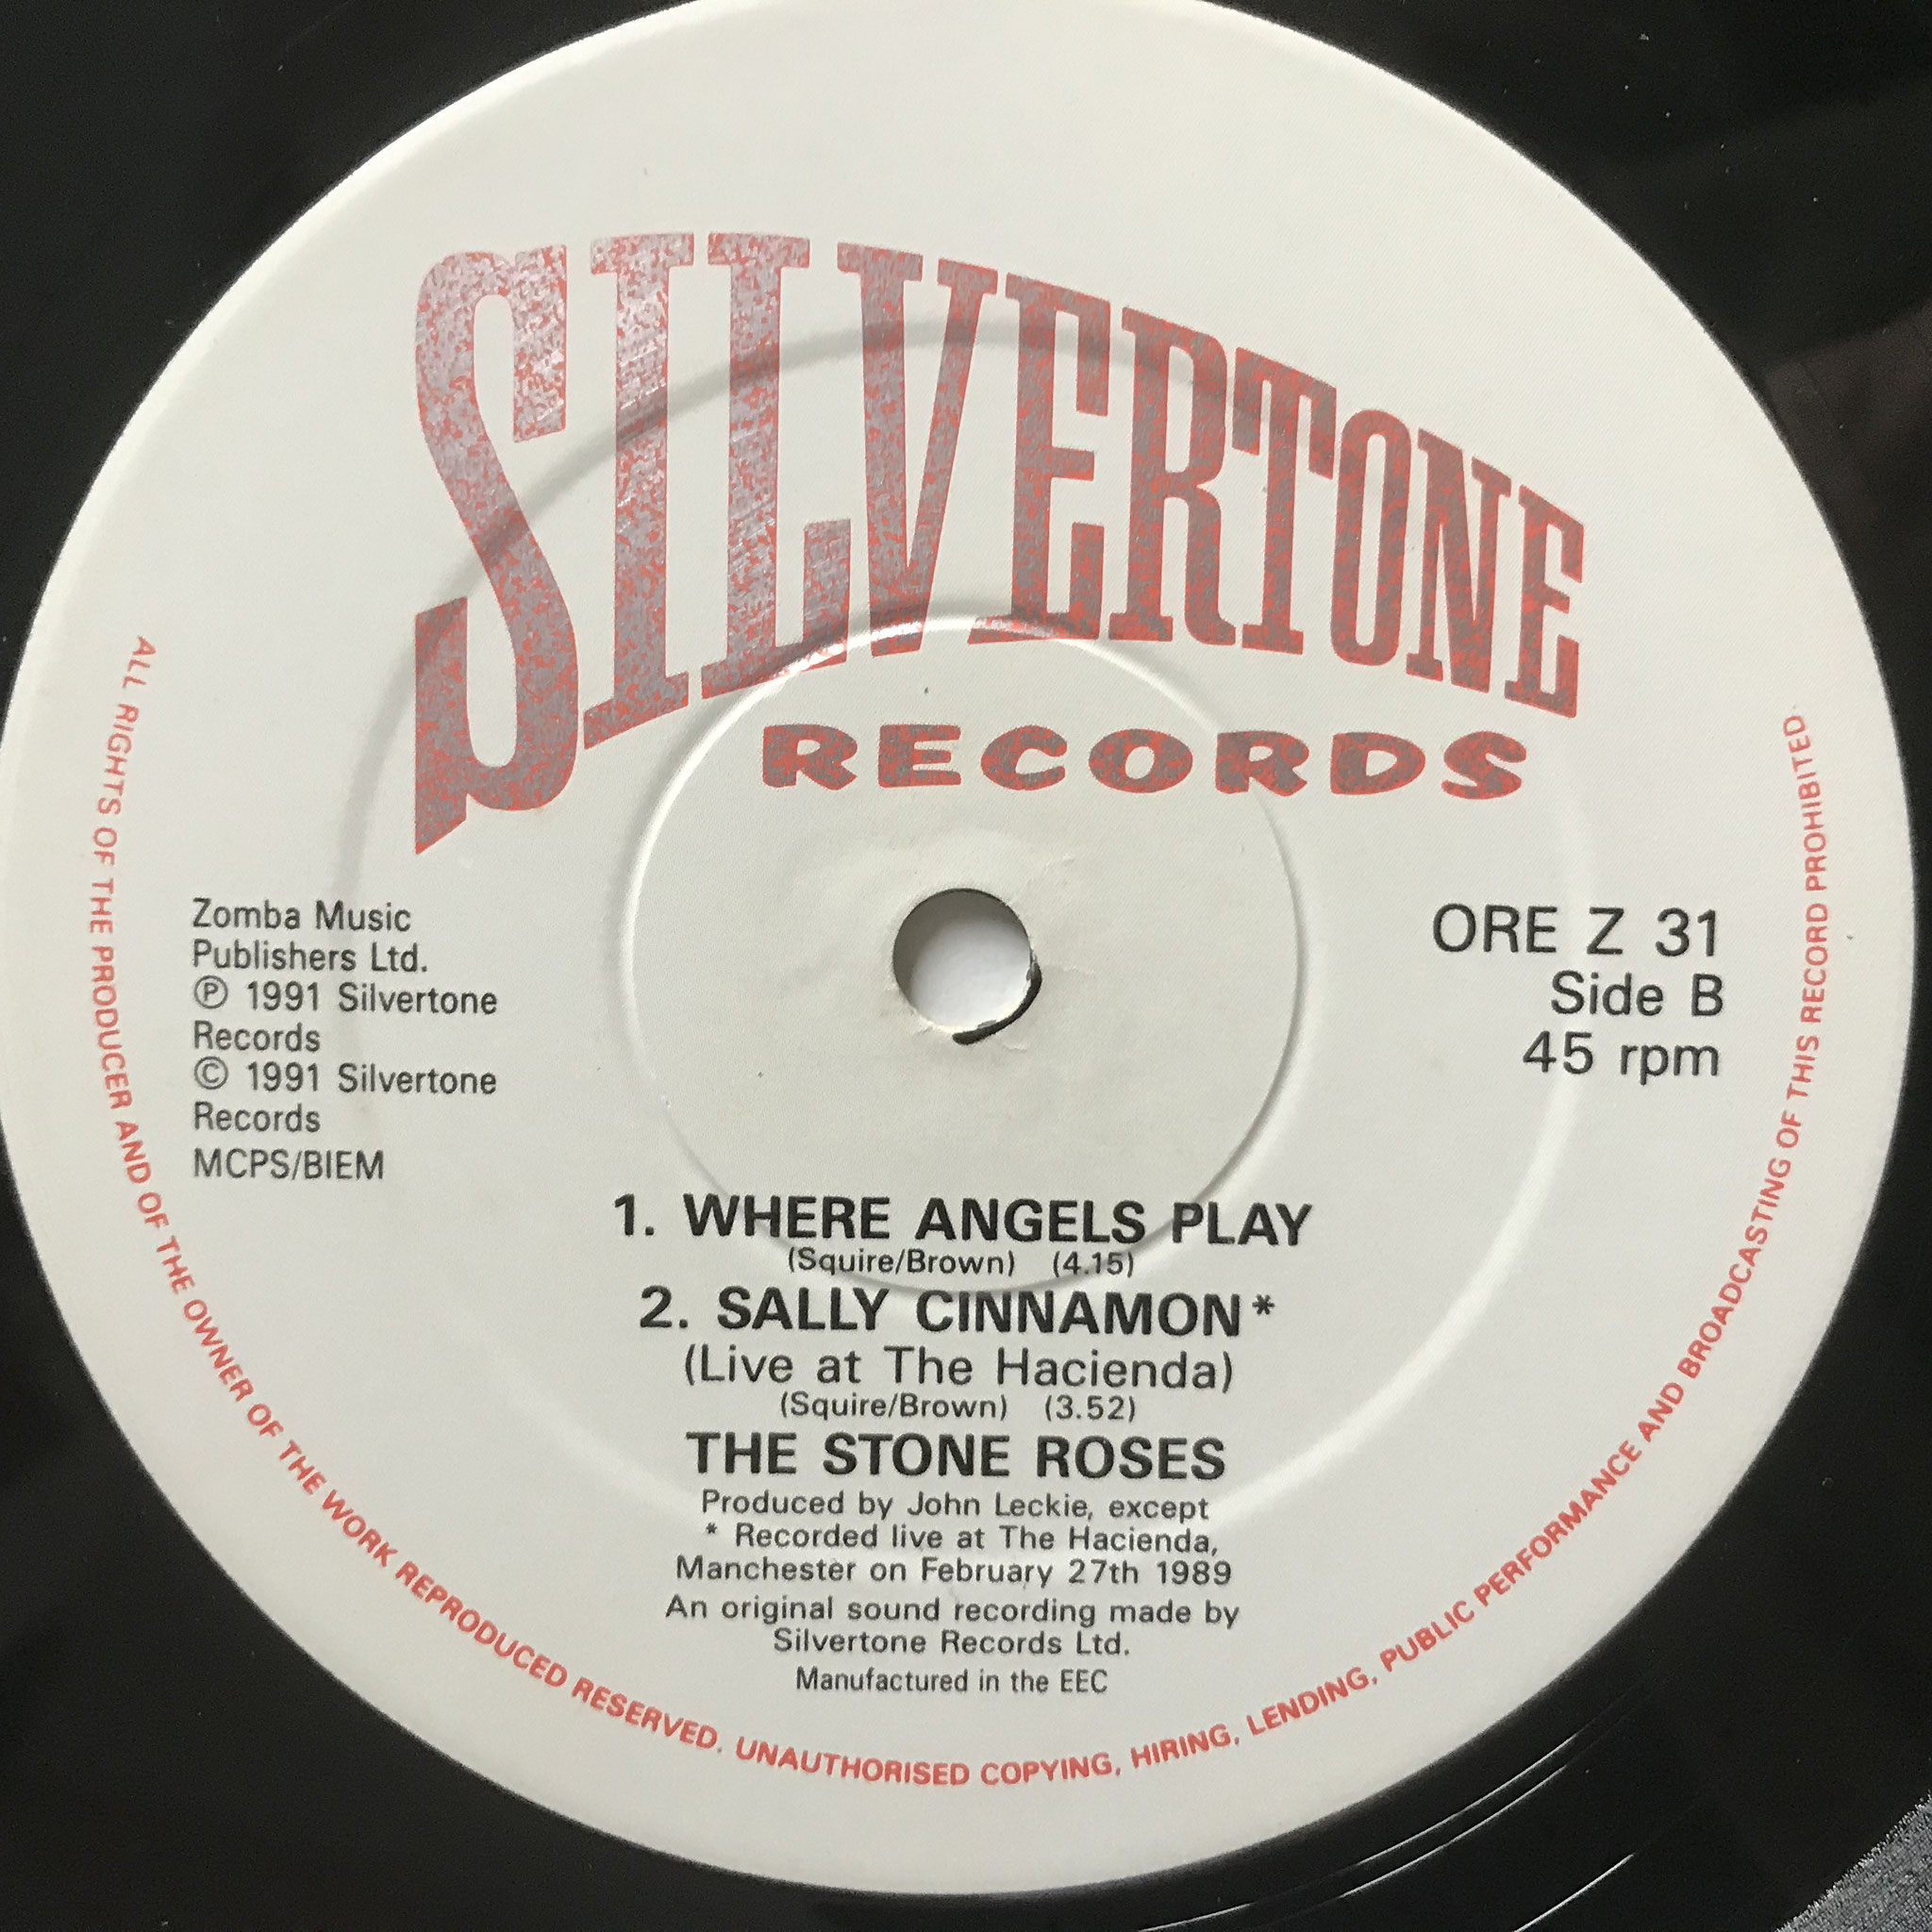 SILVERTONE
RECORDS
Zomba Music
Publishers Ltd.
Ⓟ 1991 Silvertone
Records
© 1991 Silvertone
Records
MCPS/BIEM
ORE Z 31
Side B
45 rpm
1. WHERE ANGELS PLAY
(Squire/Brown) (4.15)
2. SALLY CINNAMON*
(Live at The Hacienda)
(Squire/Brown) (3.52)
THE STONE ROSES
Produced by John Leckie, except
* Recorded live at The Hacienda,
Manchester on February 27th 1989
An original sound recording made by
Silvertone Records Ltd.
Manufactured in the EEC
ALL RIGHTS OF THE PRODUCER AND OF THE OWNER OF THE WORK REPRODUCED RESERVED. UNAUTHORISED COPYING, HIRING, LENDING, PUBLIC PERFORMANCE AND BROADCASTING OF THIS RECORD PROHIBITED.